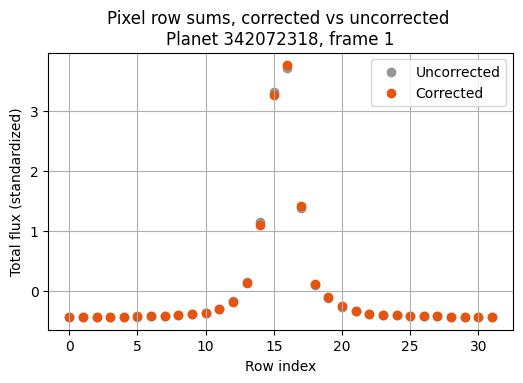 Pixel row sums, corrected vs uncorrected
Planet 342072318, frame 1
Uncorrected
Corrected
Total flux (standardized)
3
2
1
0
0
5
10
15
20
25
30
Row index